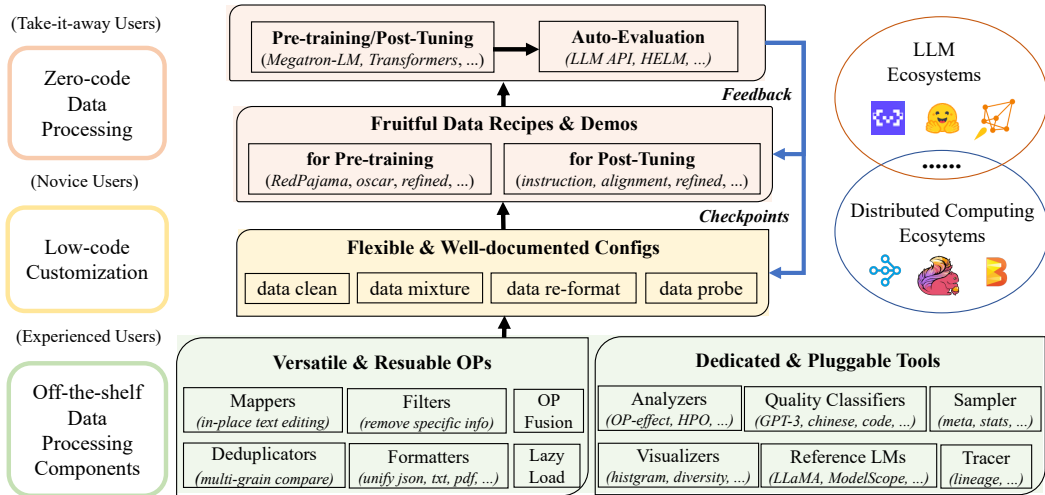 (Take-it-away Users)
Zero-code
Data
Processing
(Novice Users)
Low-code
Customization
(Experienced Users)
Off-the-shelf
Data
Processing
Components
Pre-training/Post-Tuning
(Megatron-LM, Transformers, ...)
Auto-Evaluation
(LLM API, HELM, ...)
Feedback
Fruitful Data Recipes & Demos
for Pre-training
(RedPajama, oscar, refined, ...)
for Post-Tuning
(instruction, alignment, refined, ...)
Checkpoints
Flexible & Well-documented Configs
data clean
data mixture
data re-format
data probe
Versatile & Resuable OPs
Mappers
(in-place text editing)
Filters
(remove specific info)
OP
Fusion
Deduplicators
(multi-grain compare)
Formatters
(unify json, txt, pdf, ...)
Lazy
Load
Dedicated & Pluggable Tools
Analyzers
(OP-effect, HPO, ...)
Quality Classifiers
(GPT-3, chinese, code, ...)
Sampler
(meta, stats, ...)
Visualizers
(histgram, diversity, ...)
Reference LMs
(LLaMA, ModelScope, ...)
Tracer
(lineage, ...)
LLM
Ecosystems
......
Distributed Computing
Ecosystems